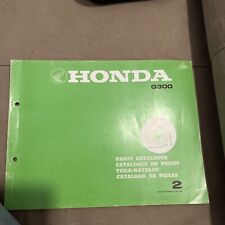 HONDA
G300
PARTS CATALOGUE
CATALOGUE DE PIECES
TEILE-KATALOG
CATALOGO DE PIEZAS
2